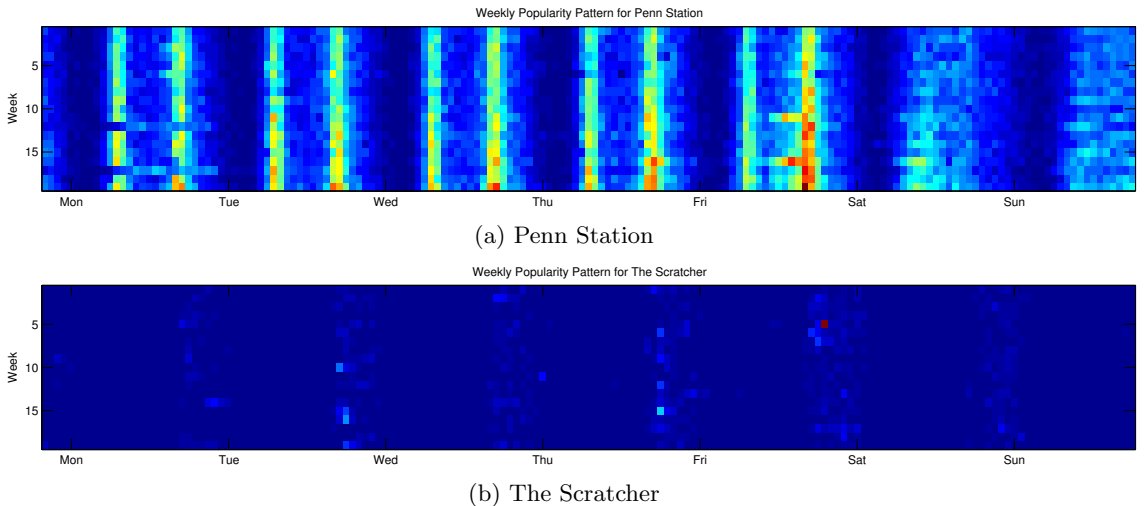 Weekly Popularity Pattern for Penn Station
Week
5
10
15
Mon Tue Wed Thu Fri Sat Sun
(a) Penn Station
Weekly Popularity Pattern for The Scratcher
Week
5
10
15
Mon Tue Wed Thu Fri Sat Sun
(b) The Scratcher